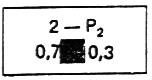 2 — P₂
0,7 0,3